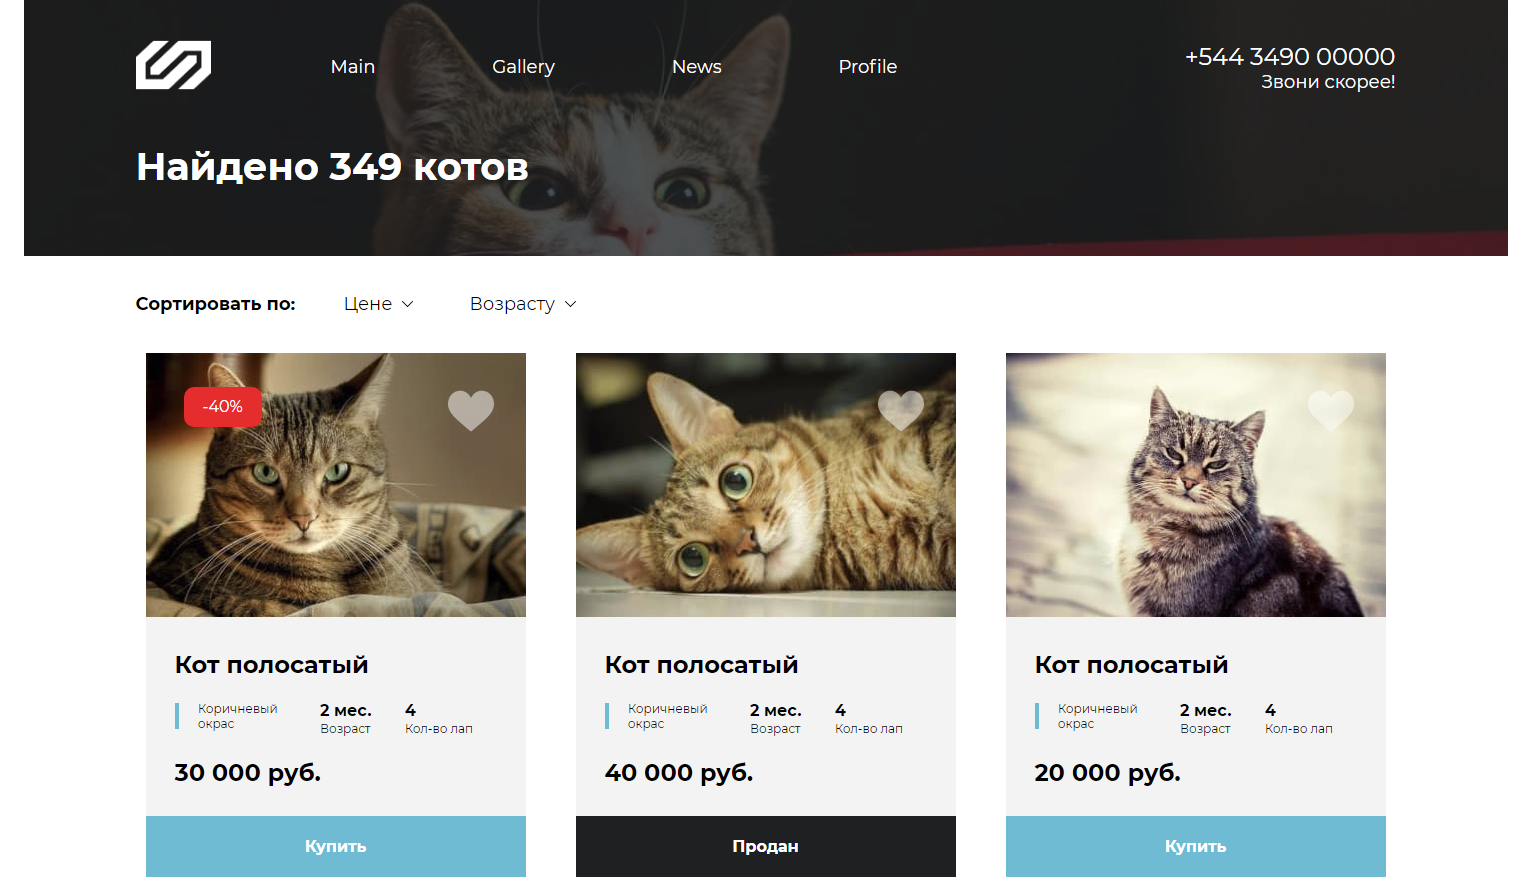 Main
Gallery
News
Profile
+544 3490 00000
Звони скорее!
Найдено 349 котов
Сортировать по:
Цене
Возрасту
-40%
Кот полосатый
Коричневый
окрас
2 мес.
Возраст
4
Кол-во лап
30 000 руб.
Купить
Кот полосатый
Коричневый
окрас
2 мес.
Возраст
4
Кол-во лап
40 000 руб.
Продан
Кот полосатый
Коричневый
окрас
2 мес.
Возраст
4
Кол-во лап
20 000 руб.
Купить